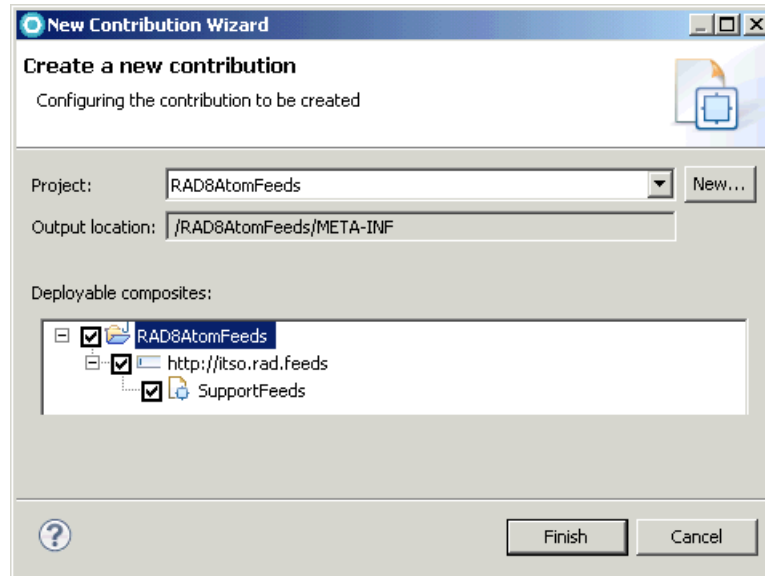 New Contribution Wizard
Create a new contribution
Configuring the contribution to be created
Project: RAD8AtomFeeds New...
Output location: /RAD8AtomFeeds/META-INF
Deployable composites:
RAD8AtomFeeds
http://itso.rad.feeds
SupportFeeds
? Finish Cancel